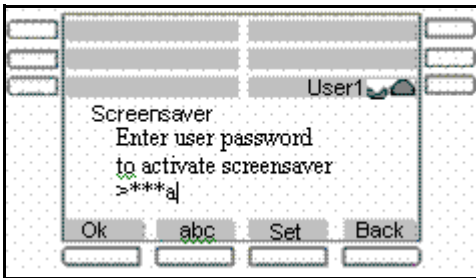 User1
Screensaver
Enter user password
to activate screensaver
>***a
Ok abc Set Back